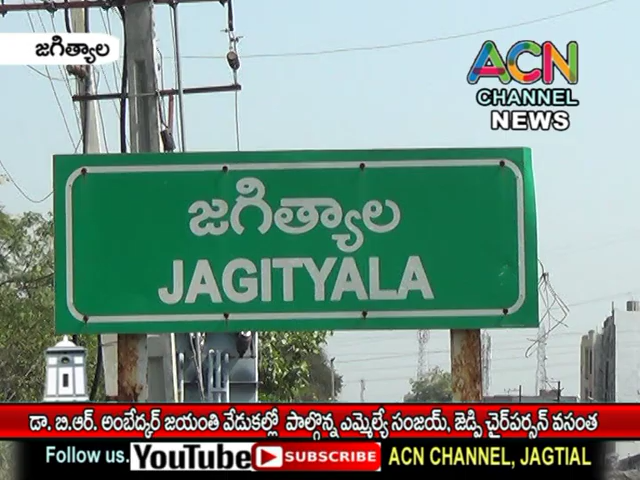 జగిత్యాల
ACN
CHANNEL
NEWS
జగిత్యాల
JAGITYALA
డా. బి.ఆర్. అంబేద్కర్ జయంతి వేడుకల్లో పాల్గొన్న ఎమ్మెల్యే సంజయ్, జెడ్పి చైర్‌పర్సన్ వసంత
Follow us. YouTube SUBSCRIBE ACN CHANNEL, JAGTIAL